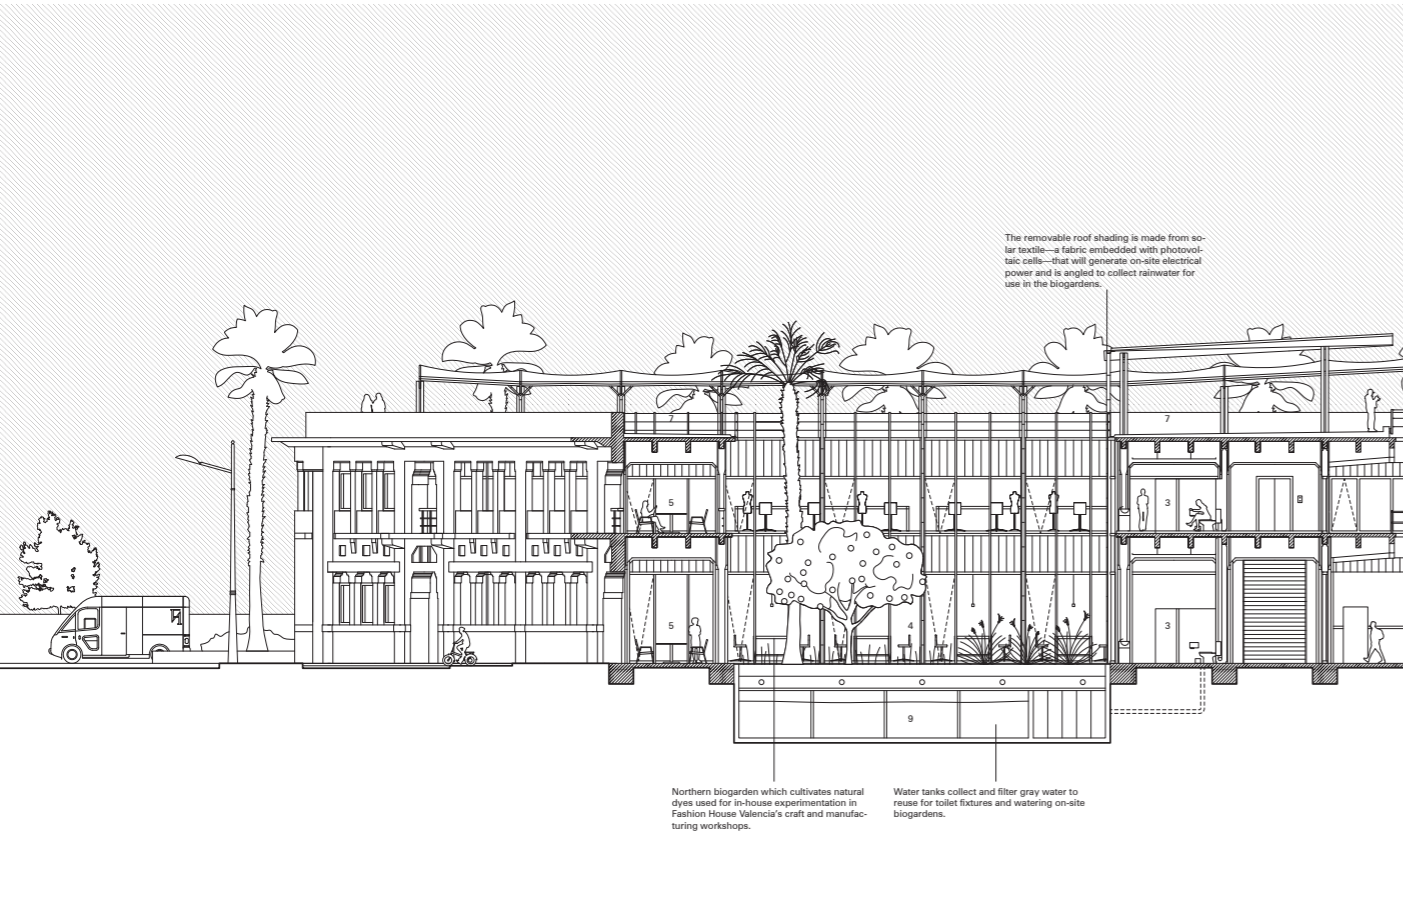 The removable roof shading is made from so-
lar textile—a fabric embedded with photovol-
taic cells—that will generate on-site electrical
power and is angled to collect rainwater for
use in the biogardens.
7
7
5
3
5
4
3
9
Northern biogarden which cultivates natural
dyes used for in-house experimentation in
Fashion House Valencia's craft and manufac-
turing workshops.
Water tanks collect and filter gray water to
reuse for toilet fixtures and watering on-site
biogardens.